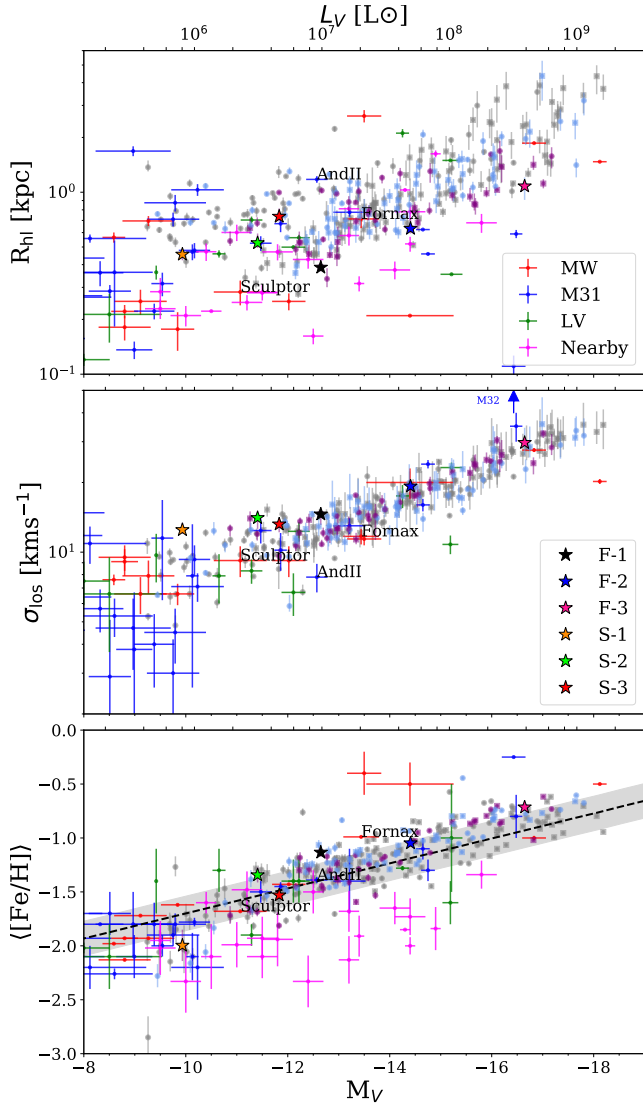 L_V [L⊙]
10^6 10^7 10^8 10^9
R_hl [kpc]
10^0
10^−1
AndII
Fornax
Sculptor
MW
M31
LV
Nearby
σ_los [kms^−1]
10^1
M32
Sculptor
Fornax
AndII
F-1
F-2
F-3
S-1
S-2
S-3
⟨[Fe/H]⟩
0.0
−0.5
−1.0
−1.5
−2.0
−2.5
−3.0
Fornax
AndII
Sculptor
−8 −10 −12 −14 −16 −18
M_V